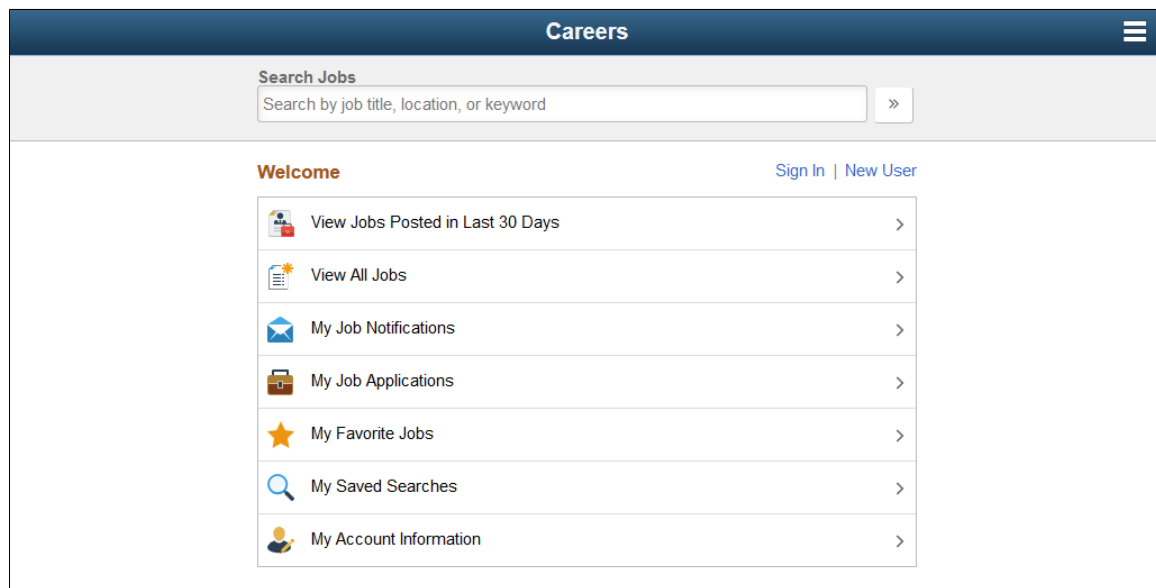 Careers
Search Jobs
Search by job title, location, or keyword
»
Welcome
Sign In | New User
View Jobs Posted in Last 30 Days
View All Jobs
My Job Notifications
My Job Applications
My Favorite Jobs
My Saved Searches
My Account Information